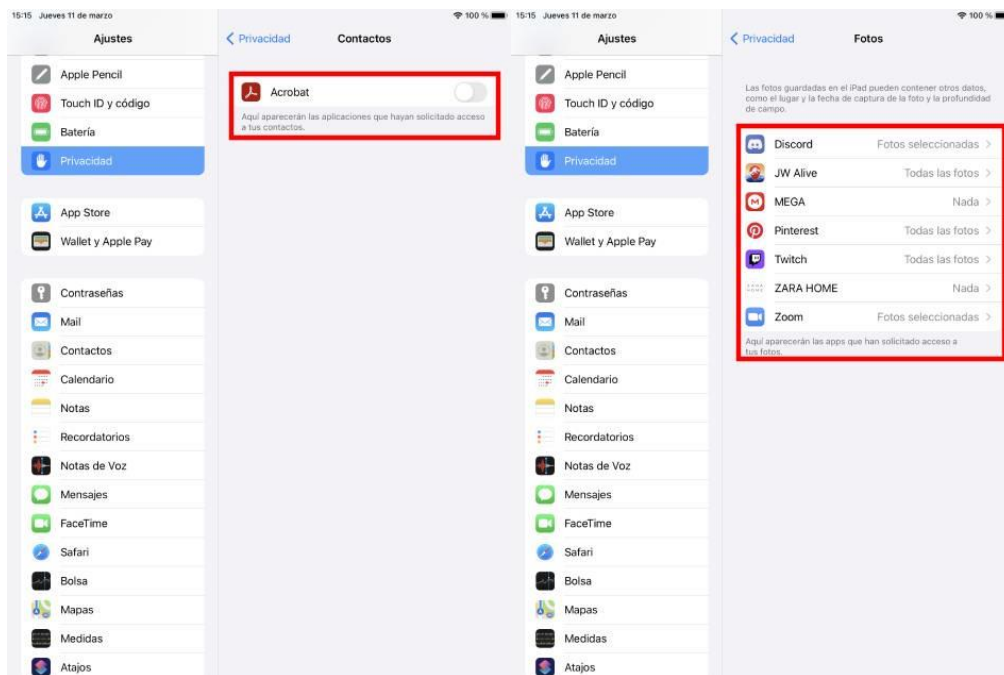 15:15 Jueves 11 de marzo
100 %
Ajustes
Apple Pencil
Touch ID y código
Batería
Privacidad
App Store
Wallet y Apple Pay
Contraseñas
Mail
Contactos
Calendario
Notas
Recordatorios
Notas de Voz
Mensajes
FaceTime
Safari
Bolsa
Mapas
Medidas
Atajos
Privacidad
Contactos
Acrobat
Aquí aparecerán las aplicaciones que hayan solicitado acceso
a tus contactos.
15:15 Jueves 11 de marzo
100 %
Ajustes
Apple Pencil
Touch ID y código
Batería
Privacidad
App Store
Wallet y Apple Pay
Contraseñas
Mail
Contactos
Calendario
Notas
Recordatorios
Notas de Voz
Mensajes
FaceTime
Safari
Bolsa
Mapas
Medidas
Atajos
Privacidad
Fotos
Las fotos guardadas en el iPad pueden contener otros datos,
como el lugar y la fecha de captura de la foto y la profundidad
de campo.
Discord Fotos seleccionadas
JW Alive Todas las fotos
MEGA Nada
Pinterest Todas las fotos
Twitch Todas las fotos
ZARA HOME Nada
Zoom Fotos seleccionadas
Aquí aparecerán las apps que han solicitado acceso a
tus fotos.